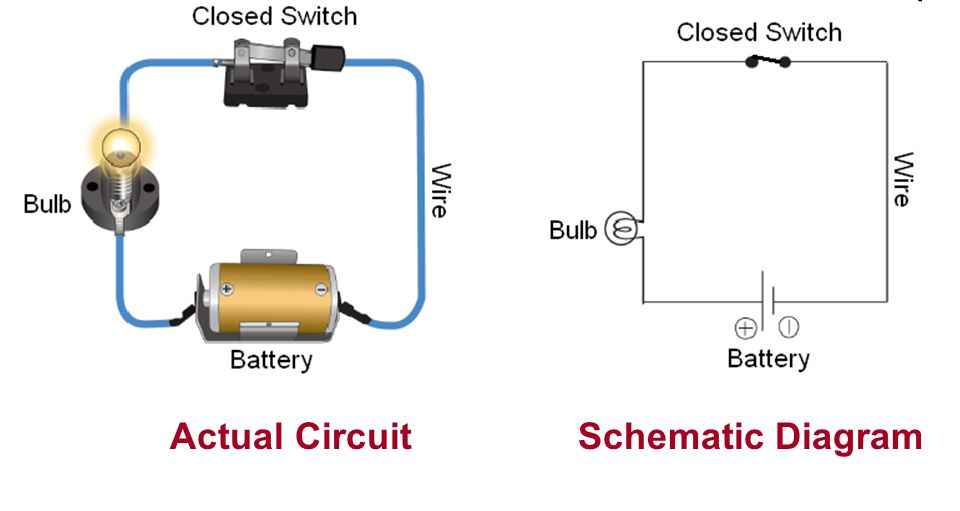 Closed Switch
Bulb
Wire
+
−
Battery
Actual Circuit
Closed Switch
Bulb
Wire
+
−
Battery
Schematic Diagram